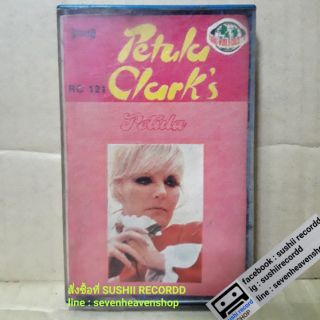 Petula
Clark's
RC 121
Petula
สั่งซื้อที่ SUSHII RECORDD
line : sevenheavenshop
facebook : sushii recordd
ig : sushiirecordd
line : sevenheavenshop